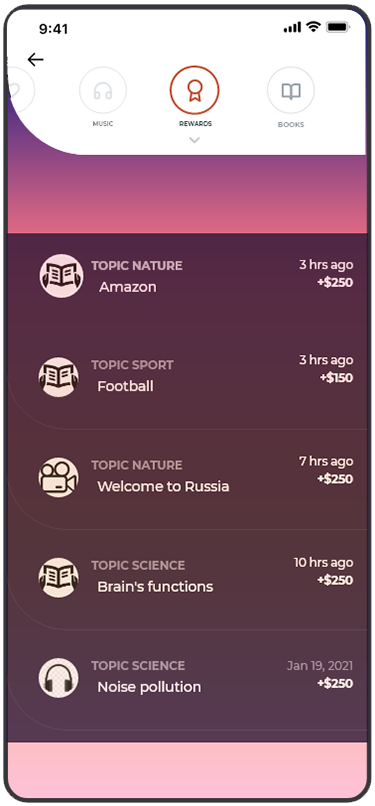 9:41
MUSIC
REWARDS
BOOKS
TOPIC NATURE
3 hrs ago
Amazon
+$250
TOPIC SPORT
3 hrs ago
Football
+$150
TOPIC NATURE
7 hrs ago
Welcome to Russia
+$250
TOPIC SCIENCE
10 hrs ago
Brain's functions
+$250
TOPIC SCIENCE
Jan 19, 2021
Noise pollution
+$250